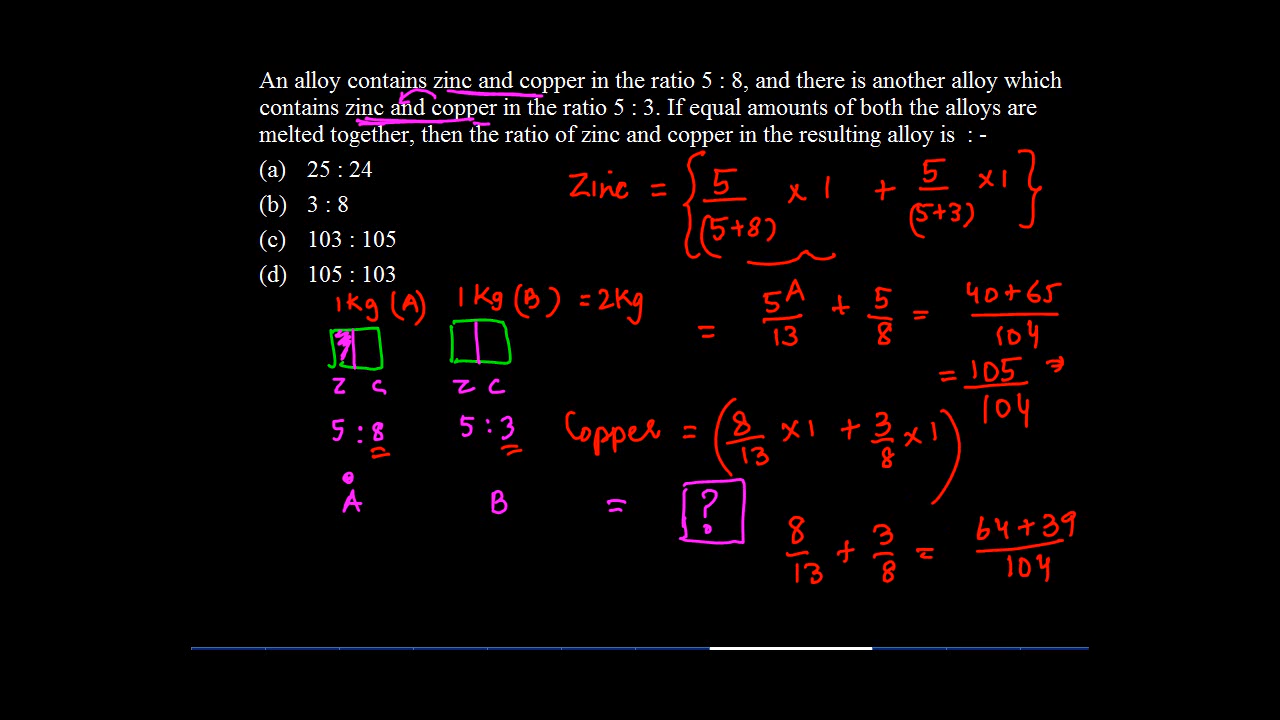 An alloy contains zinc and copper in the ratio 5 : 8, and there is another alloy which
contains zinc and copper in the ratio 5 : 3. If equal amounts of both the alloys are
melted together, then the ratio of zinc and copper in the resulting alloy is : -
(a) 25 : 24
(b) 3 : 8
(c) 103 : 105
(d) 105 : 103
Zinc = { 5/(5+8) x 1 + 5/(5+3) x 1 }
1 Kg (A) 1 Kg (B) = 2 Kg
= 5/13 A + 5/8 = 40+65/104
= 105/104 ⇒
Z C Z C
5 : 8 5 : 3
Copper = ( 8/13 x 1 + 3/8 x 1 )
A B = ?
8/13 + 3/8 = 64+39/104